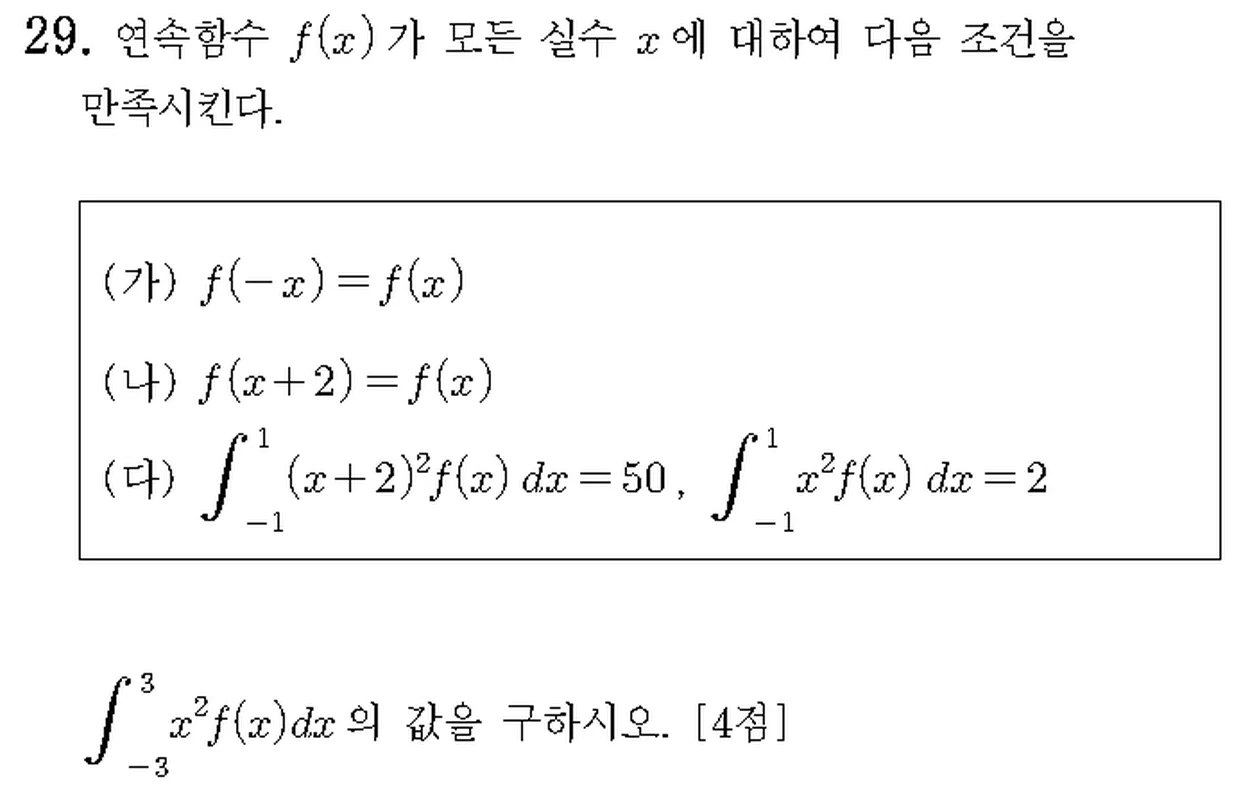 29. 연속함수 f(x)가 모든 실수 x에 대하여 다음 조건을
만족시킨다.
(가) f(−x)=f(x)
(나) f(x+2)=f(x)
(다) ∫_{−1}^{1} (x+2)²f(x) dx=50, ∫_{−1}^{1} x²f(x) dx=2
∫_{−3}^{3} x²f(x)dx의 값을 구하시오. [4점]